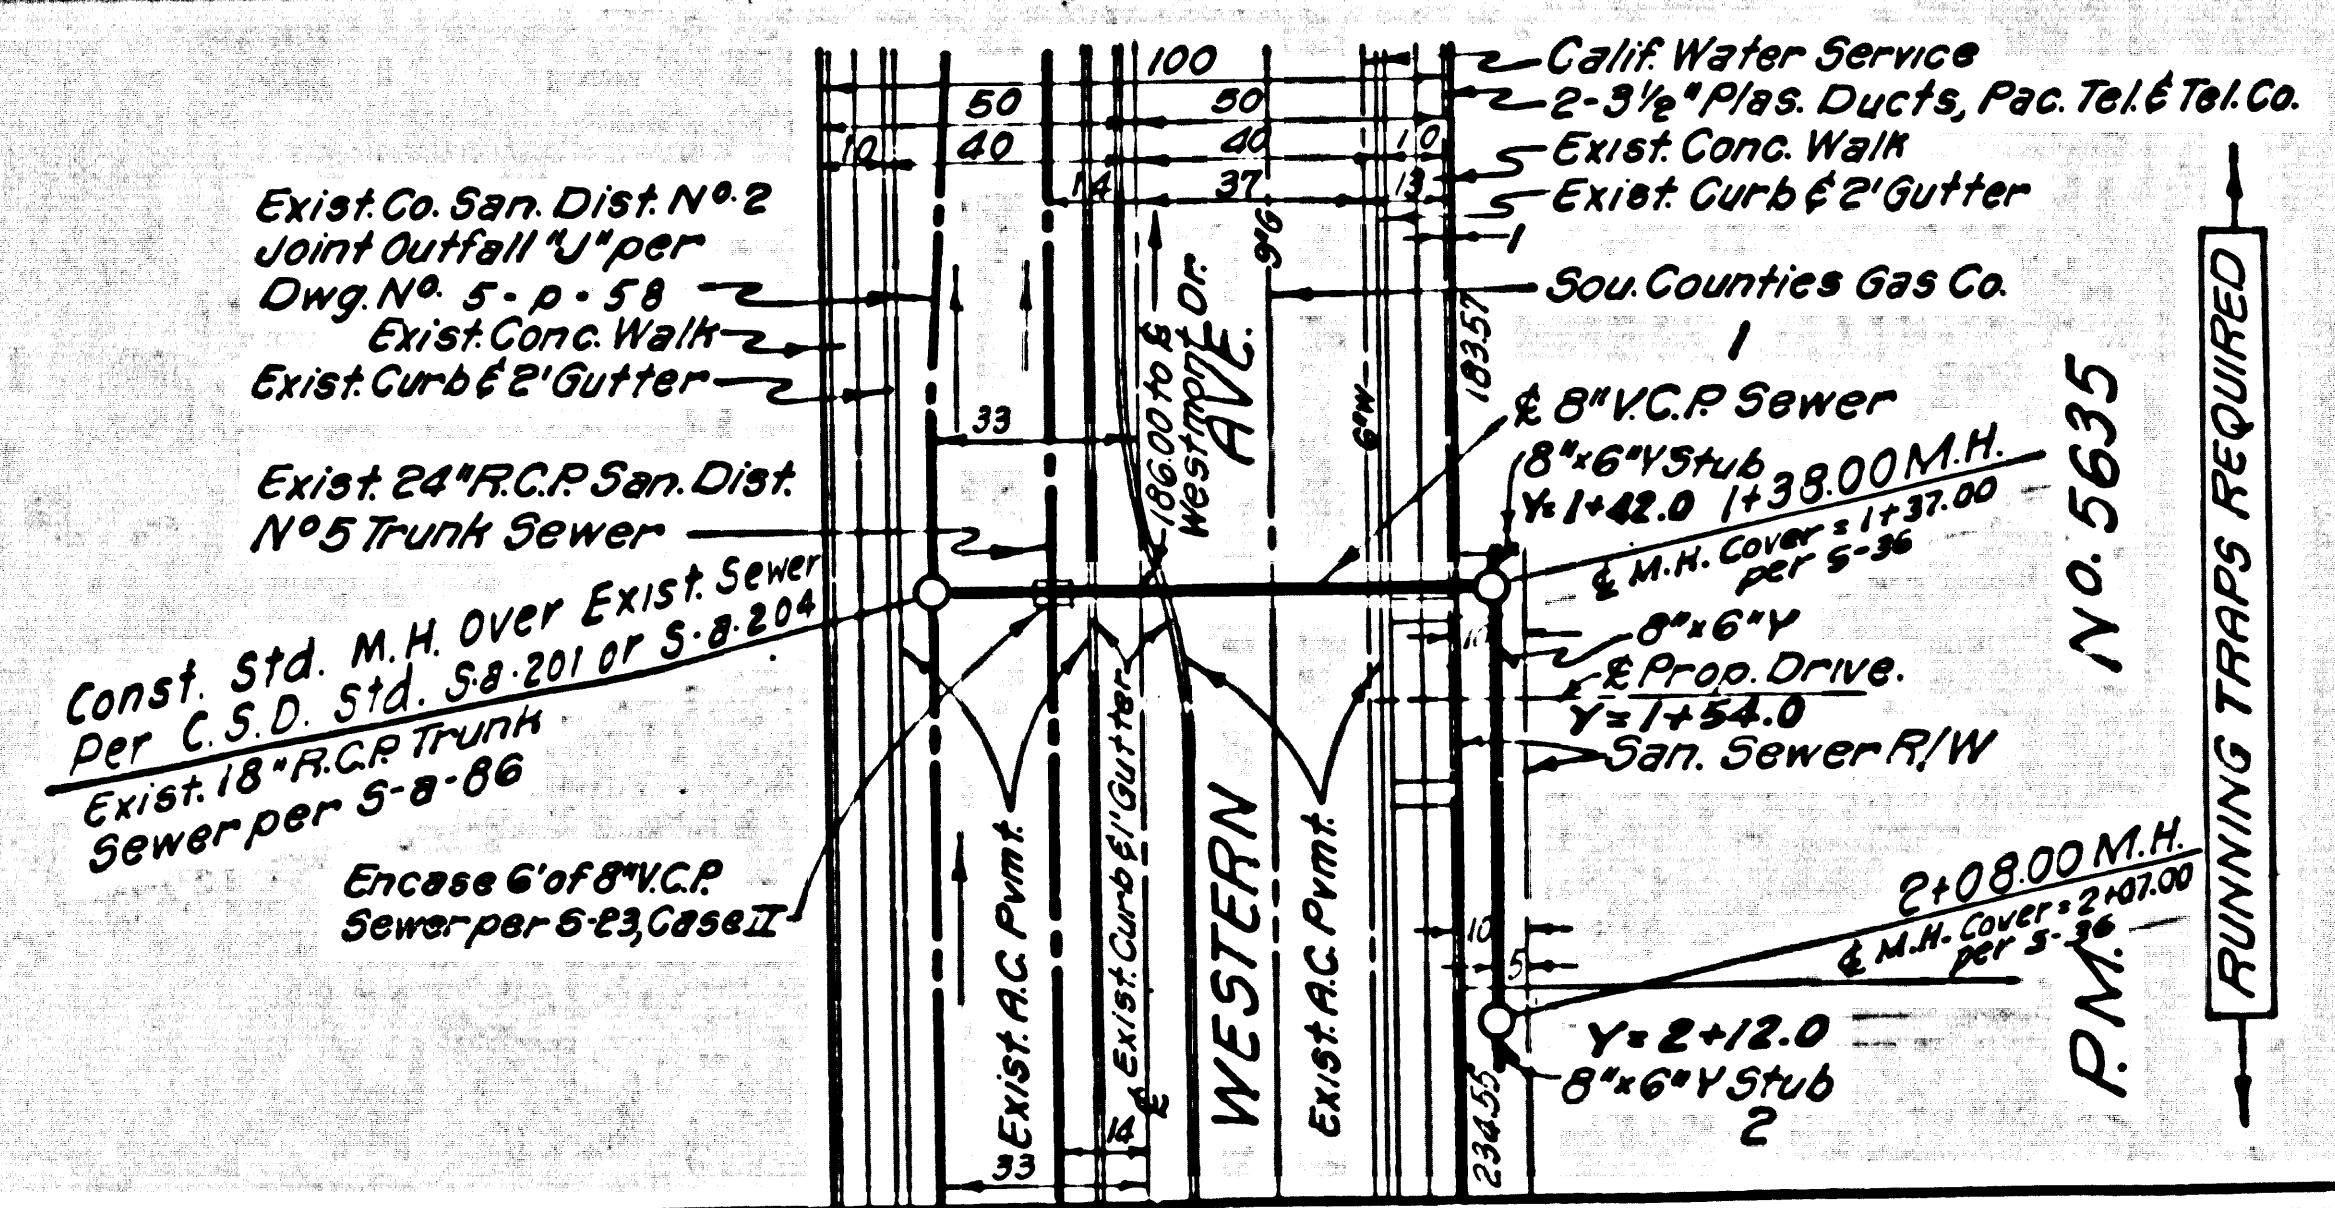 100
50
50
40
40
10
10
14
37
13
1
Calif. Water Service
2-3½" Plas. Ducts, Pac. Tel. & Tel. Co.
Exist. Conc. Walk
Exist. Curb & 2' Gutter
Sou. Counties Gas Co.
1
Exist. Co. San. Dist. Nº. 2
Joint Outfall "J" per
Dwg. Nº. 5-p-58
Exist. Conc. Walk
Exist. Curb & 2' Gutter
33
Exist. 24" R.C.P. San. Dist.
Nº 5 Trunk Sewer
Const. Std. M.H. Over Exist. Sewer
Per C.S.D. Std. S-a-201 or S-a-204
Exist. 18" R.C.P. Trunk
Sewer per S-a-86
Encase 6' of 8" V.C.P.
Sewer per S-23, Case II
186.00 to ℄
Westmont Dr.
WESTERN AVE.
6"W
183.57
℄ 8" V.C.P. Sewer
8"x6" Y Stub
Y= 1+42.0
1+38.00 M.H.
℄ M.H. Cover = 1+37.00
per S-36
8"x6" Y
℄ Prop. Drive.
Y= 1+54.0
San. Sewer R/W
2+08.00 M.H.
℄ M.H. Cover = 2+07.00
per S-36
10
5
Y= 2+12.0
8"x6" Y Stub
2
234.55
Exist. A.C. Pvmt.
Exist. Curb & 1' Gutter
℄
Exist. A.C. Pvmt.
14
33
P.M. No. 5635
RUNNING TRAPS REQUIRED